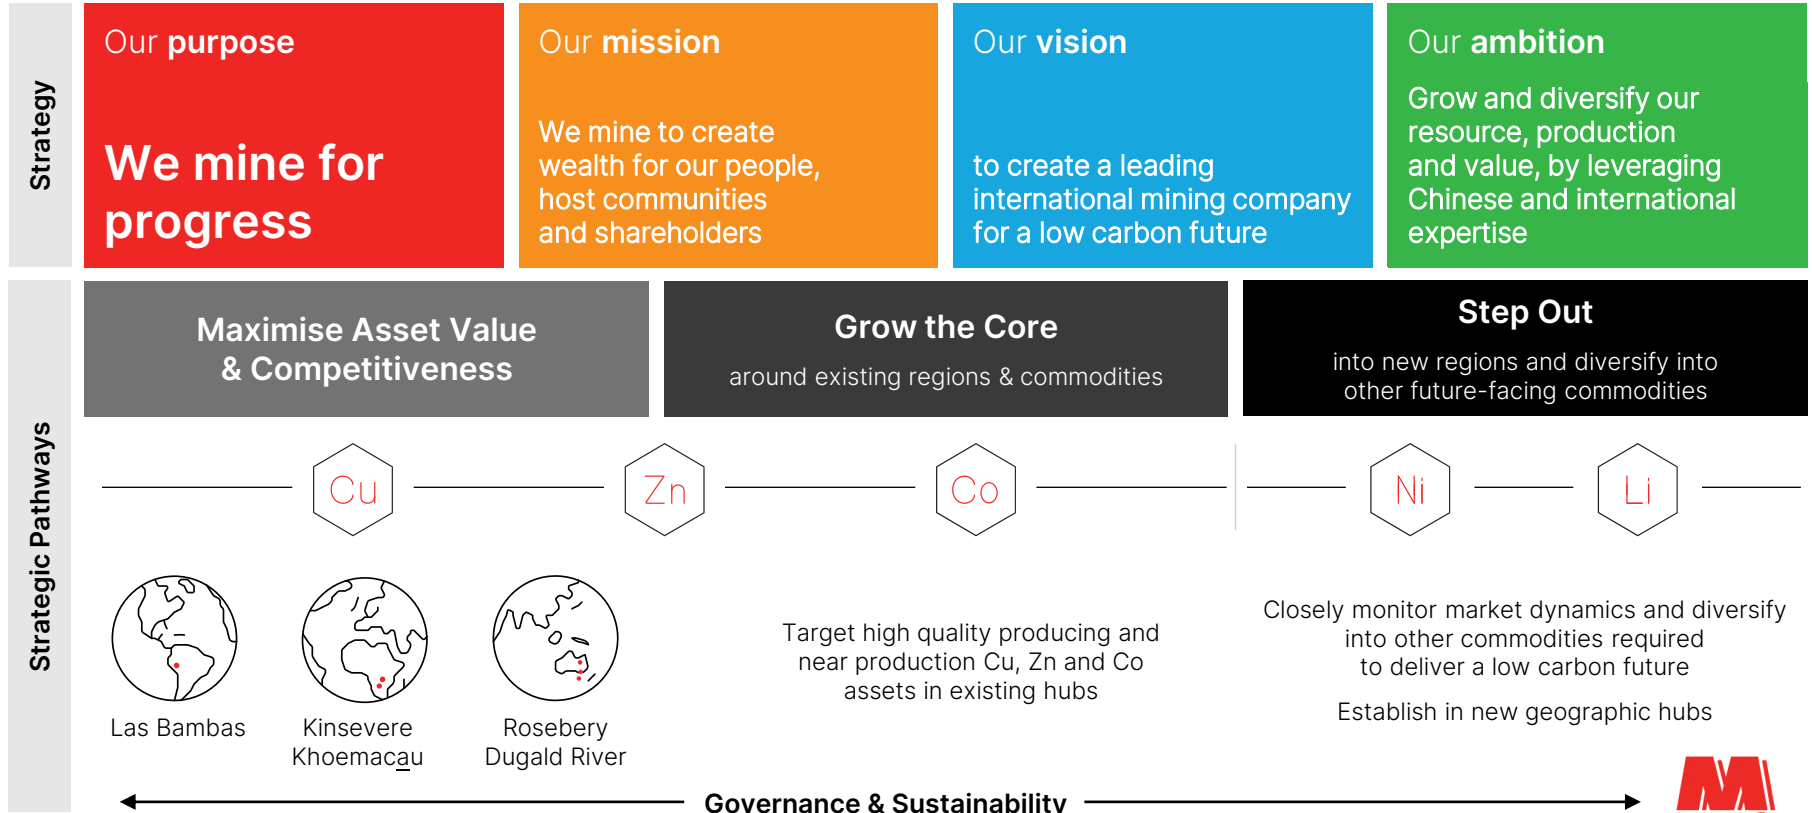 Strategy
Our purpose
We mine for
progress
Our mission
We mine to create
wealth for our people,
host communities
and shareholders
Our vision
to create a leading
international mining company
for a low carbon future
Our ambition
Grow and diversify our
resource, production
and value, by leveraging
Chinese and international
expertise
Strategic Pathways
Maximise Asset Value
& Competitiveness
Grow the Core
around existing regions & commodities
Step Out
into new regions and diversify into
other future-facing commodities
Cu
Zn
Co
Ni
Li
Las Bambas
Kinsevere
Khoemacau
Rosebery
Dugald River
Target high quality producing and
near production Cu, Zn and Co
assets in existing hubs
Closely monitor market dynamics and diversify
into other commodities required
to deliver a low carbon future
Establish in new geographic hubs
Governance & Sustainability